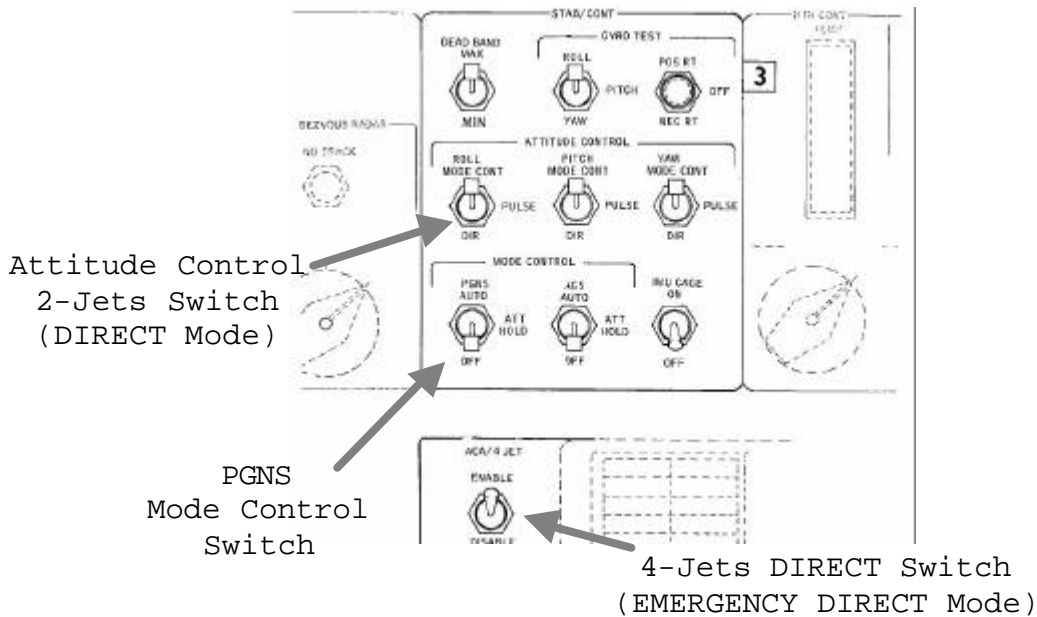 STAB/CONT
GYRO TEST
DEAD BAND
MAX
ROLL
POS RT
PITCH
OFF
3
MIN
YAW
NEG RT
RADAR
NO TRACK
ATTITUDE CONTROL
ROLL
MODE CONT
PITCH
MODE CONT
YAW
MODE CONT
PULSE
PULSE
PULSE
DIR
DIR
DIR
Attitude Control
2-Jets Switch
(DIRECT Mode)
MODE CONTROL
PGNS
AUTO
AGS
AUTO
IMU CAGE
ON
ATT
HOLD
ATT
HOLD
OFF
OFF
OFF
PGNS
Mode Control
Switch
ACA/4 JET
ENABLE
DISABLE
4-Jets DIRECT Switch
(EMERGENCY DIRECT Mode)